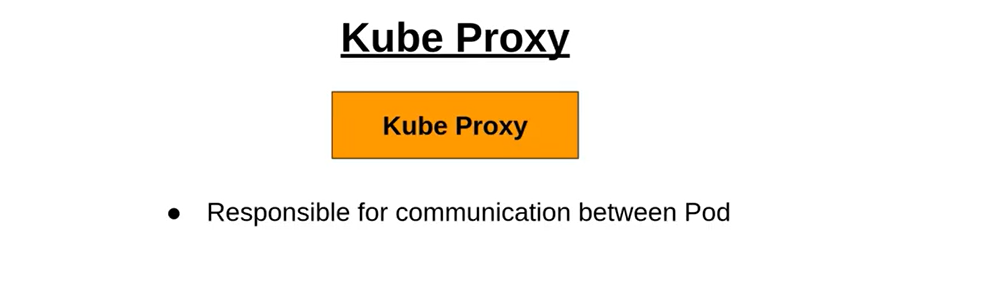 Kube Proxy
Kube Proxy
● Responsible for communication between Pod